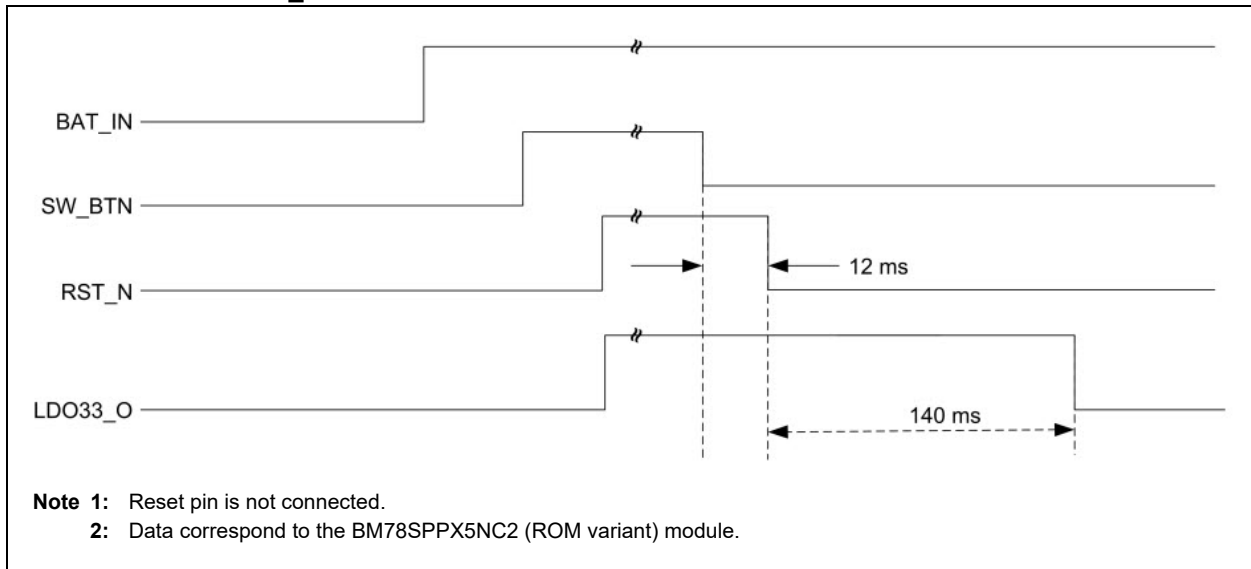 BAT_IN
SW_BTN
12 ms
RST_N
LDO33_O
140 ms
Note 1: Reset pin is not connected.
2: Data correspond to the BM78SPPX5NC2 (ROM variant) module.